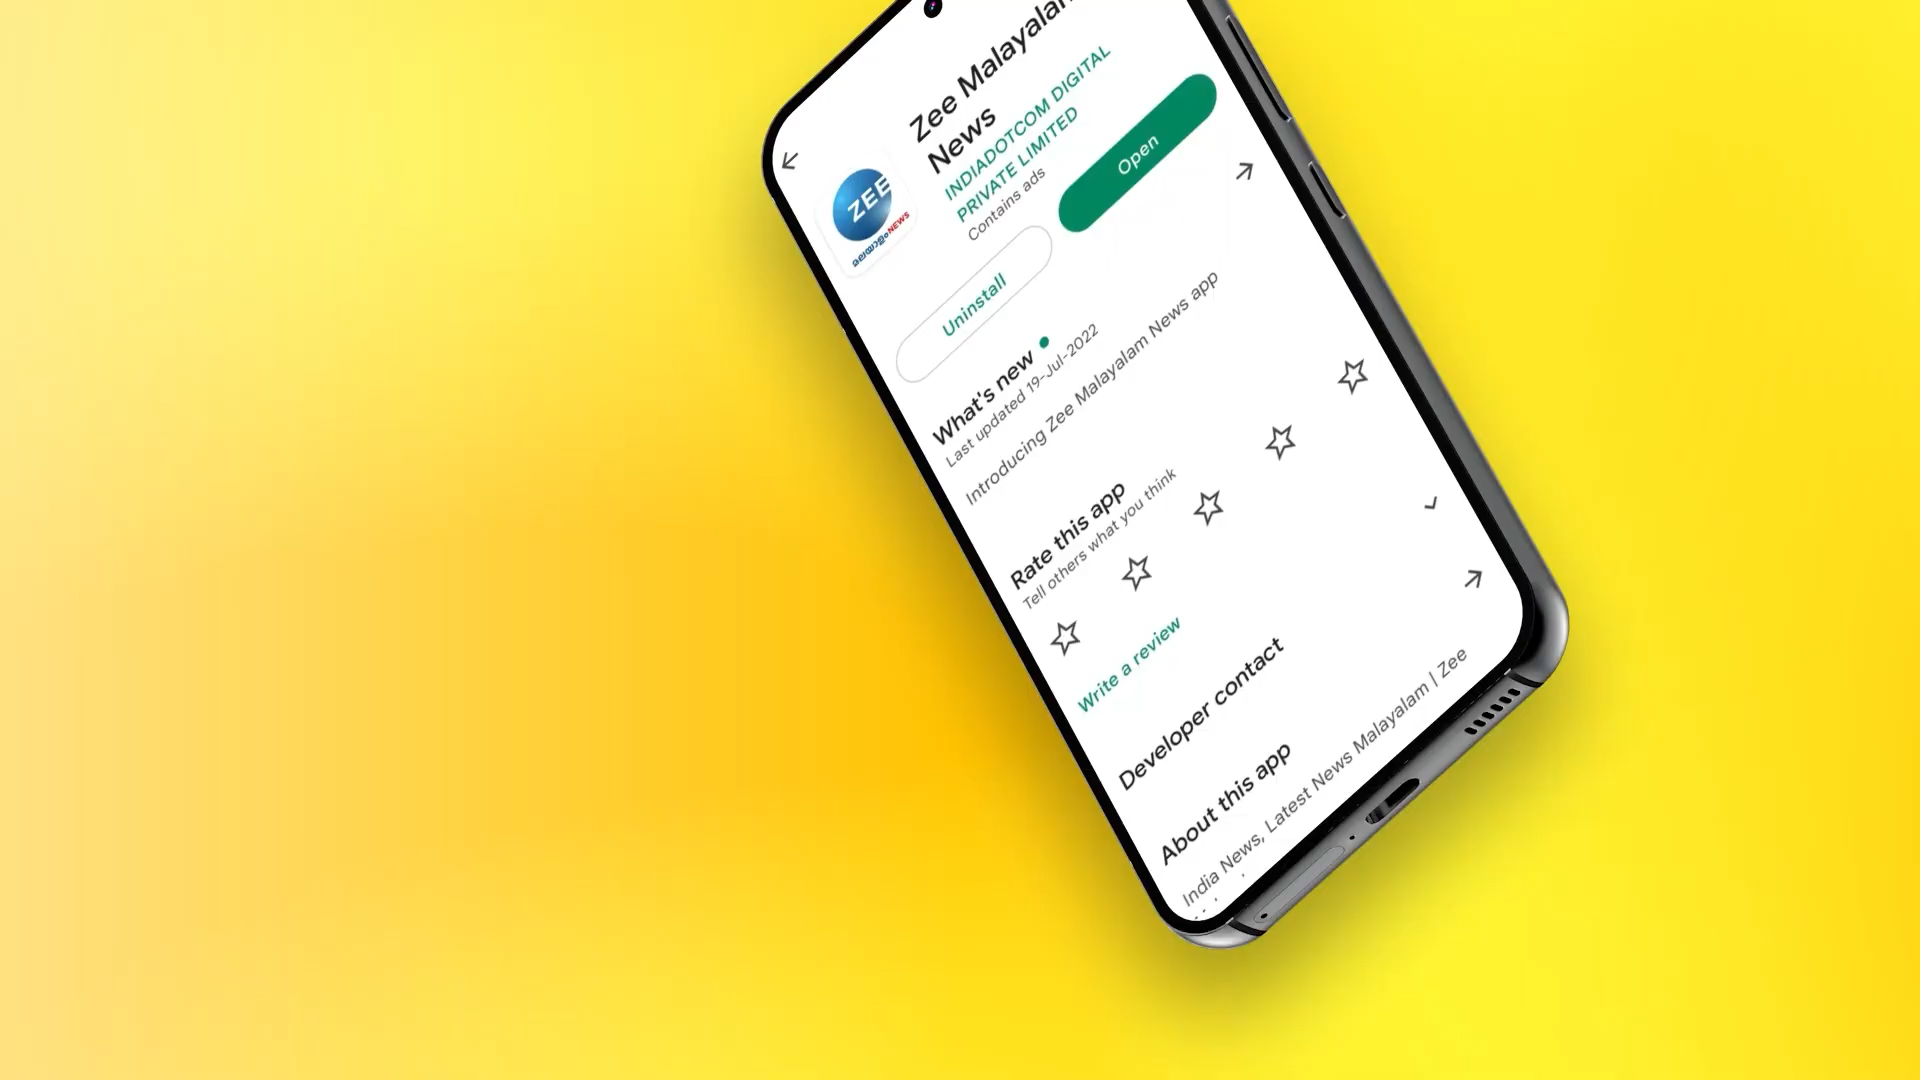 Zee Malayalam
News
INDIADOTCOM DIGITAL
PRIVATE LIMITED
Contains ads
ZEE
മലയാളംNEWS
Uninstall
Open
What's new
Last updated 19-Jul-2022
Introducing Zee Malayalam News app
Rate this app
Tell others what you think
Write a review
Developer contact
About this app
India News, Latest News Malayalam | Zee